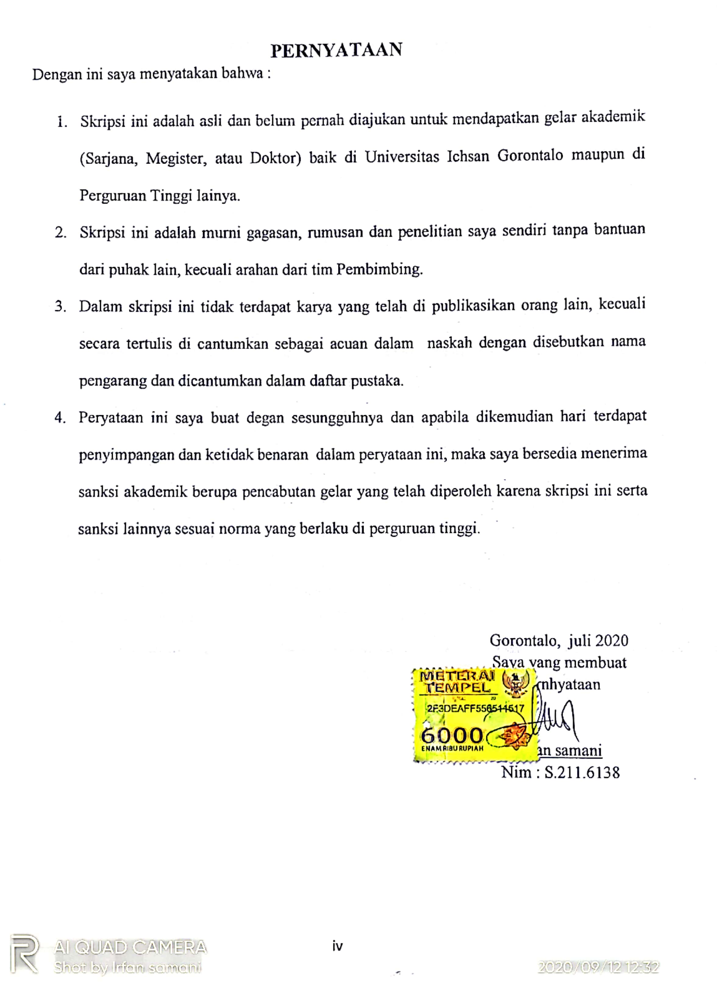 PERNYATAAN
Dengan ini saya menyatakan bahwa :
1. Skripsi ini adalah asli dan belum pernah diajukan untuk mendapatkan gelar akademik
(Sarjana, Megister, atau Doktor) baik di Universitas Ichsan Gorontalo maupun di
Perguruan Tinggi lainya.
2. Skripsi ini adalah murni gagasan, rumusan dan penelitian saya sendiri tanpa bantuan
dari puhak lain, kecuali arahan dari tim Pembimbing.
3. Dalam skripsi ini tidak terdapat karya yang telah di publikasikan orang lain, kecuali
secara tertulis di cantumkan sebagai acuan dalam naskah dengan disebutkan nama
pengarang dan dicantumkan dalam daftar pustaka.
4. Peryataan ini saya buat degan sesungguhnya dan apabila dikemudian hari terdapat
penyimpangan dan ketidak benaran dalam peryataan ini, maka saya bersedia menerima
sanksi akademik berupa pencabutan gelar yang telah diperoleh karena skripsi ini serta
sanksi lainnya sesuai norma yang berlaku di perguruan tinggi.
Gorontalo, juli 2020
Saya yang membuat
nhyataan
METERAI
TEMPEL
20
6000
ENAM RIBU RUPIAH
an samani
Nim : S.211.6138
iv
R AI QUAD CAMERA
Shot by Irfan samani
2020/09/12 12:32